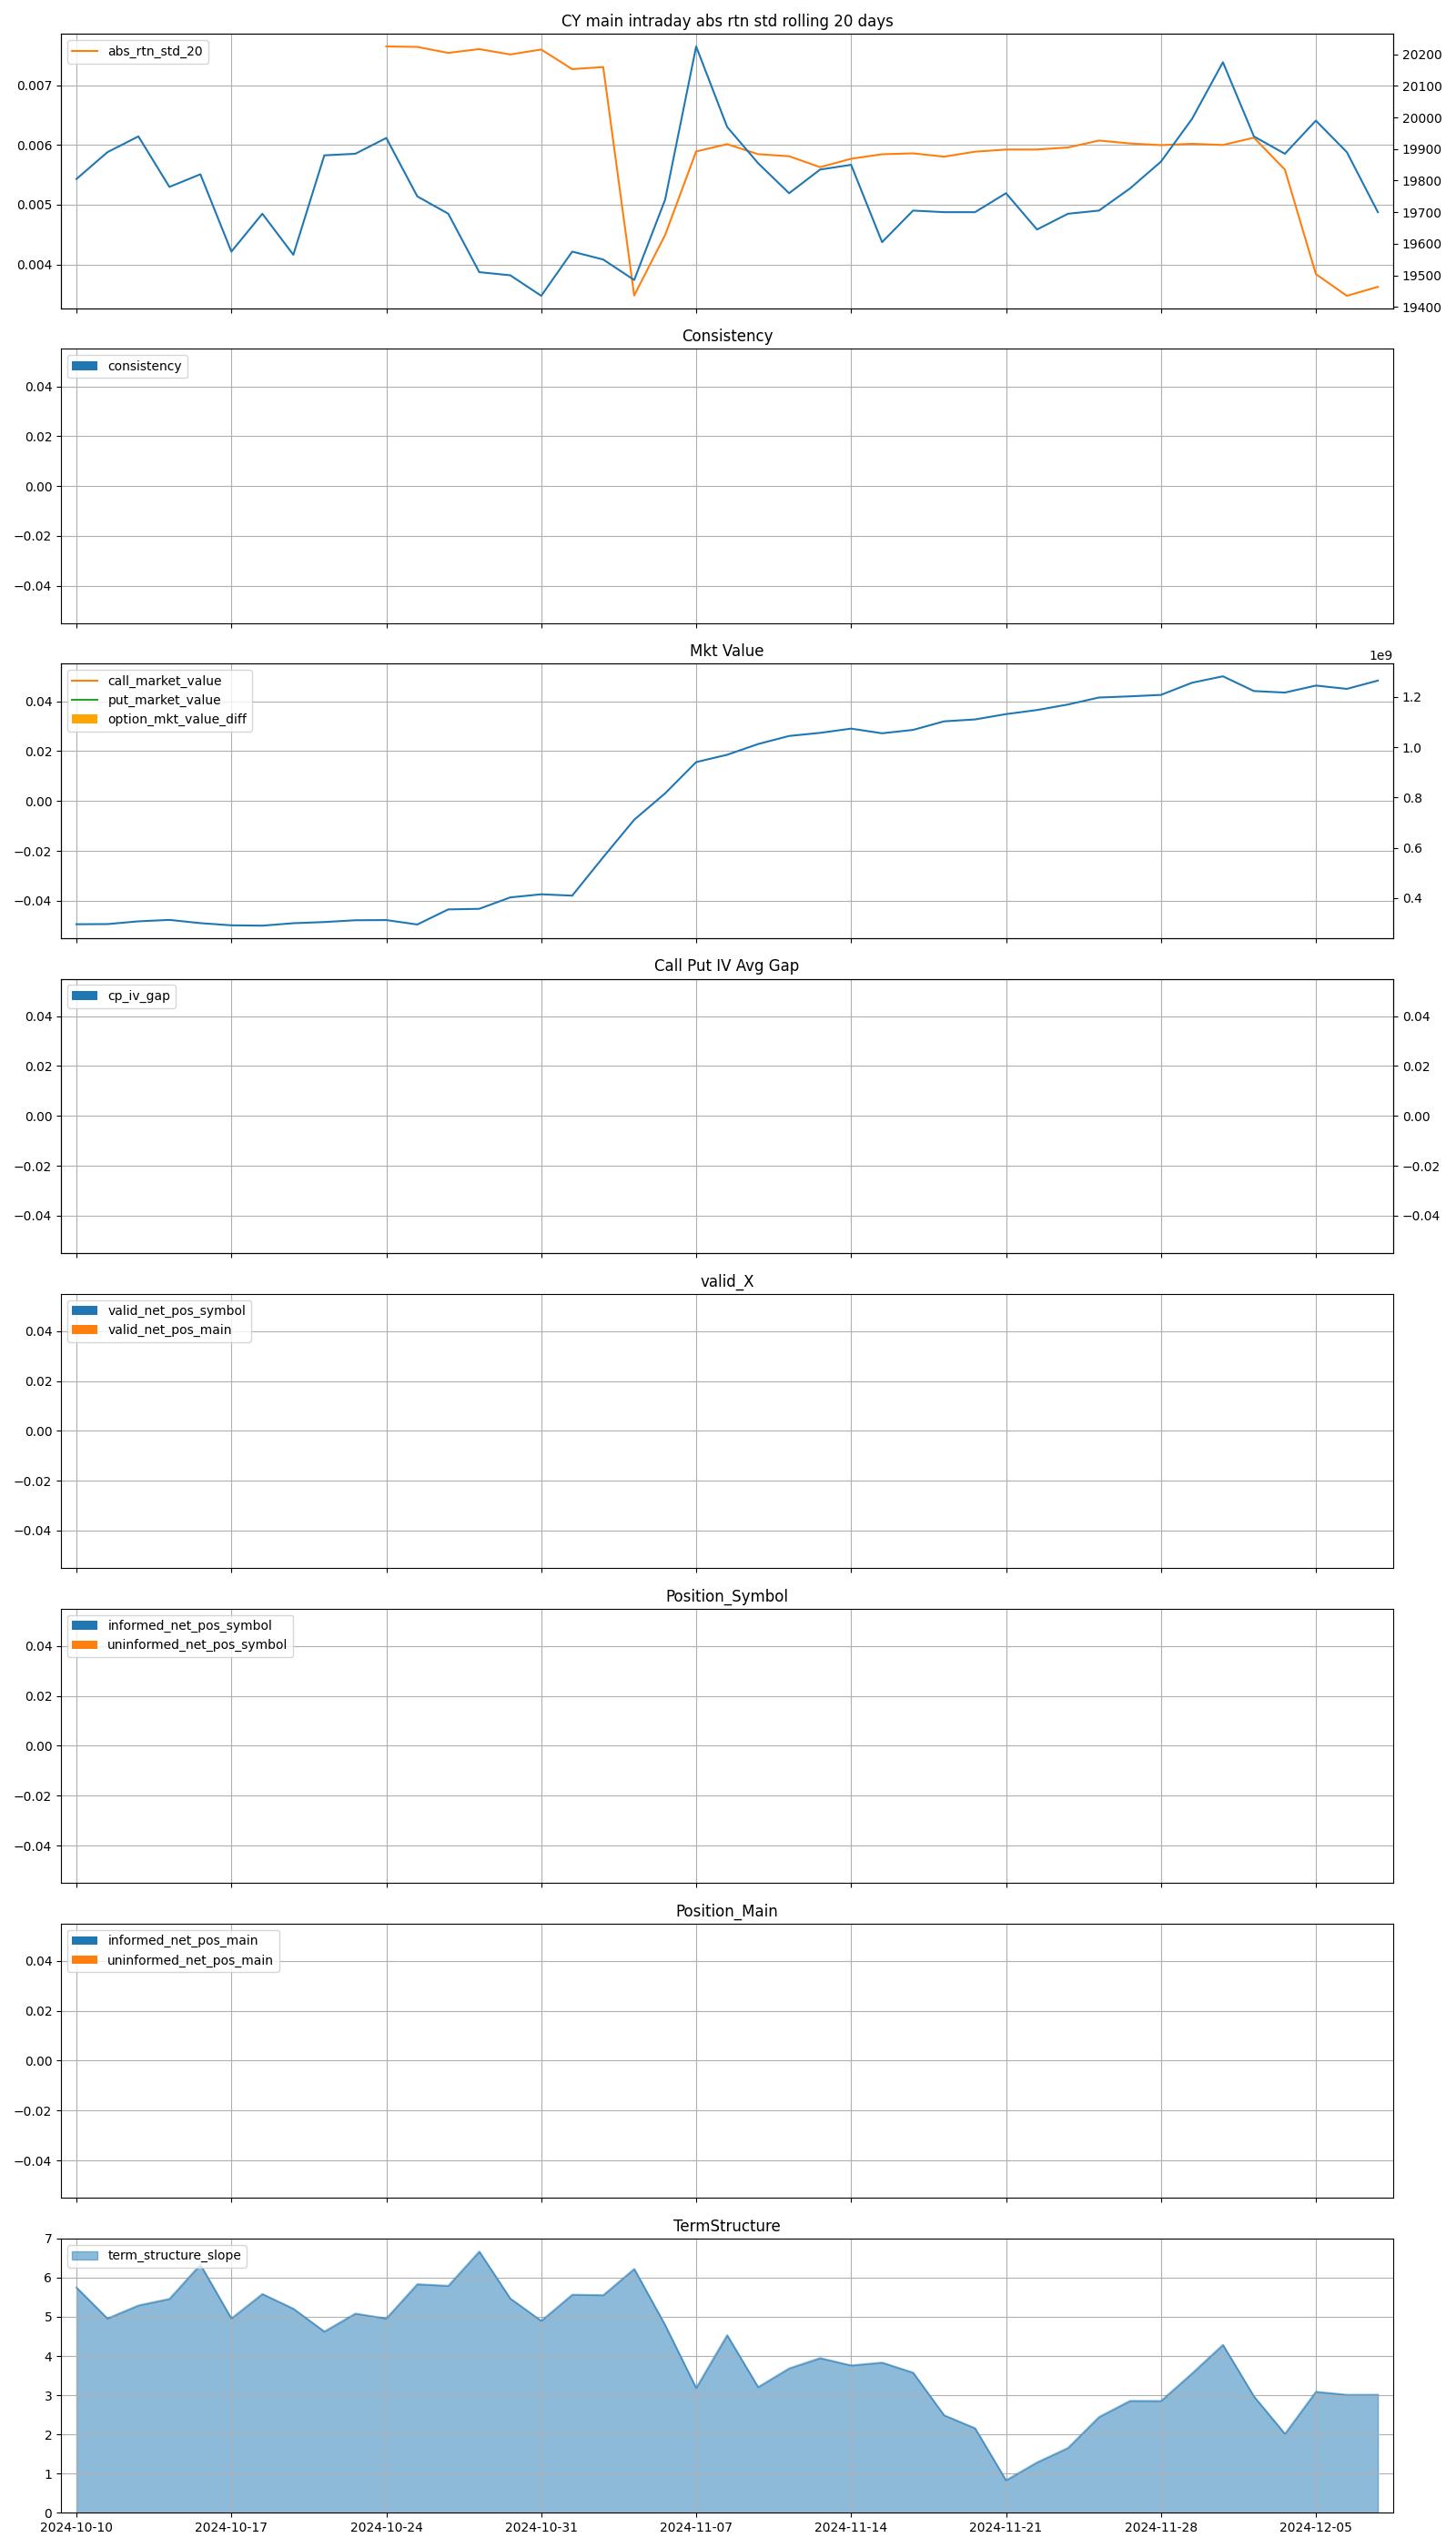 CY main intraday abs rtn std rolling 20 days
abs_rtn_std_20
0.007
0.006
0.005
0.004
20200
20100
20000
19900
19800
19700
19600
19500
19400
Consistency
consistency
0.04
0.02
0.00
−0.02
−0.04
Mkt Value
1e9
call_market_value
put_market_value
option_mkt_value_diff
0.04
0.02
0.00
−0.02
−0.04
1.2
1.0
0.8
0.6
0.4
Call Put IV Avg Gap
cp_iv_gap
0.04
0.02
0.00
−0.02
−0.04
0.04
0.02
0.00
−0.02
−0.04
valid_X
valid_net_pos_symbol
valid_net_pos_main
0.04
0.02
0.00
−0.02
−0.04
Position_Symbol
informed_net_pos_symbol
uninformed_net_pos_symbol
0.04
0.02
0.00
−0.02
−0.04
Position_Main
informed_net_pos_main
uninformed_net_pos_main
0.04
0.02
0.00
−0.02
−0.04
TermStructure
term_structure_slope
7
6
5
4
3
2
1
0
2024-10-10 2024-10-17 2024-10-24 2024-10-31 2024-11-07 2024-11-14 2024-11-21 2024-11-28 2024-12-05